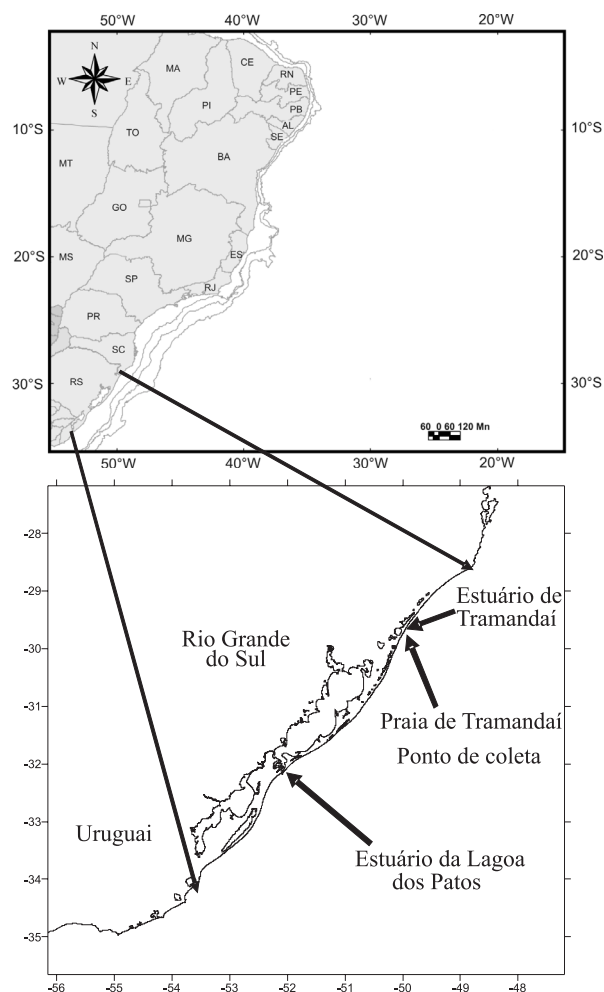 50°W
40°W
30°W
20°W
N
W
E
S
MA
CE
RN
PE
PB
PI
AL
SE
10°S
10°S
TO
MT
BA
GO
MG
20°S
20°S
MS
ES
SP
RJ
PR
SC
30°S
30°S
RS
60 0 60 120 Mn
50°W
40°W
30°W
20°W
-28
-29
-30
-31
-32
-33
-34
-35
Estuário de
Tramandaí
Rio Grande
do Sul
Praia de Tramandaí
Ponto de coleta
Uruguai
Estuário da Lagoa
dos Patos
-56
-55
-54
-53
-52
-51
-50
-49
-48